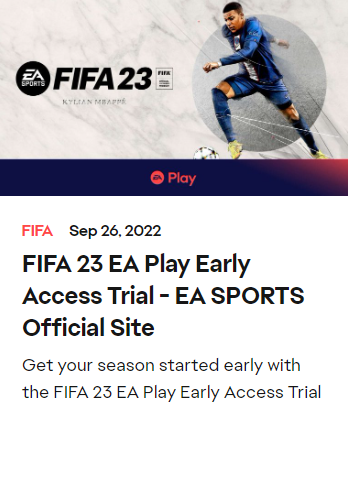 EA
SPORTS
FIFA 23
FIFA
KYLIAN MBAPPÉ
EA Play
FIFA Sep 26, 2022
FIFA 23 EA Play Early
Access Trial - EA SPORTS
Official Site
Get your season started early with
the FIFA 23 EA Play Early Access Trial